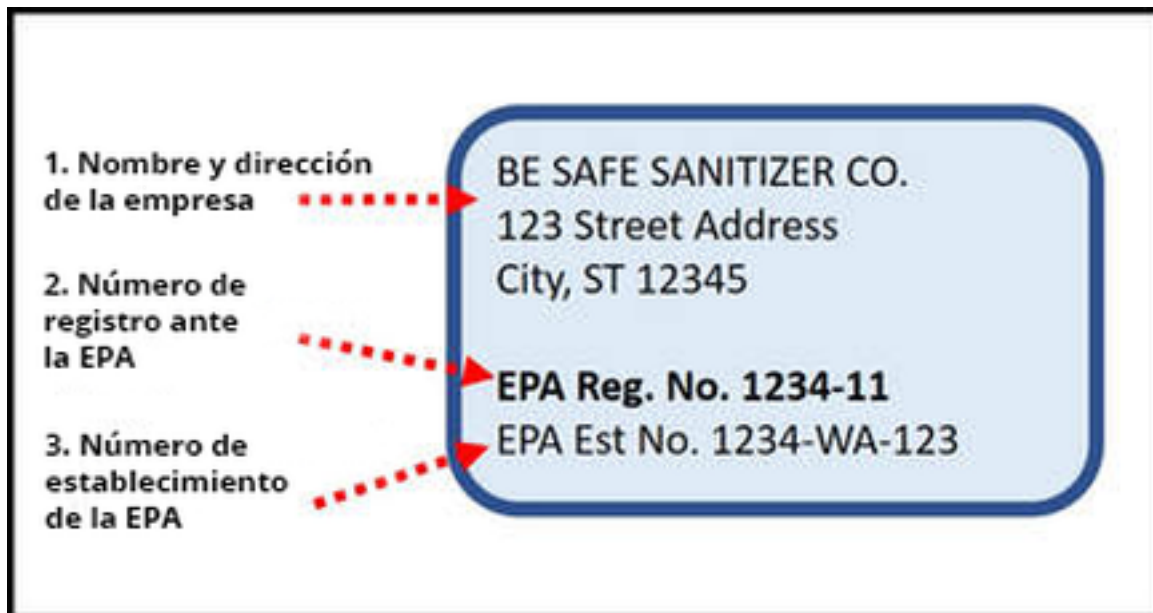 1. Nombre y dirección
de la empresa
2. Número de
registro ante
la EPA
3. Número de
establecimiento
de la EPA
BE SAFE SANITIZER CO.
123 Street Address
City, ST 12345
EPA Reg. No. 1234-11
EPA Est No. 1234-WA-123